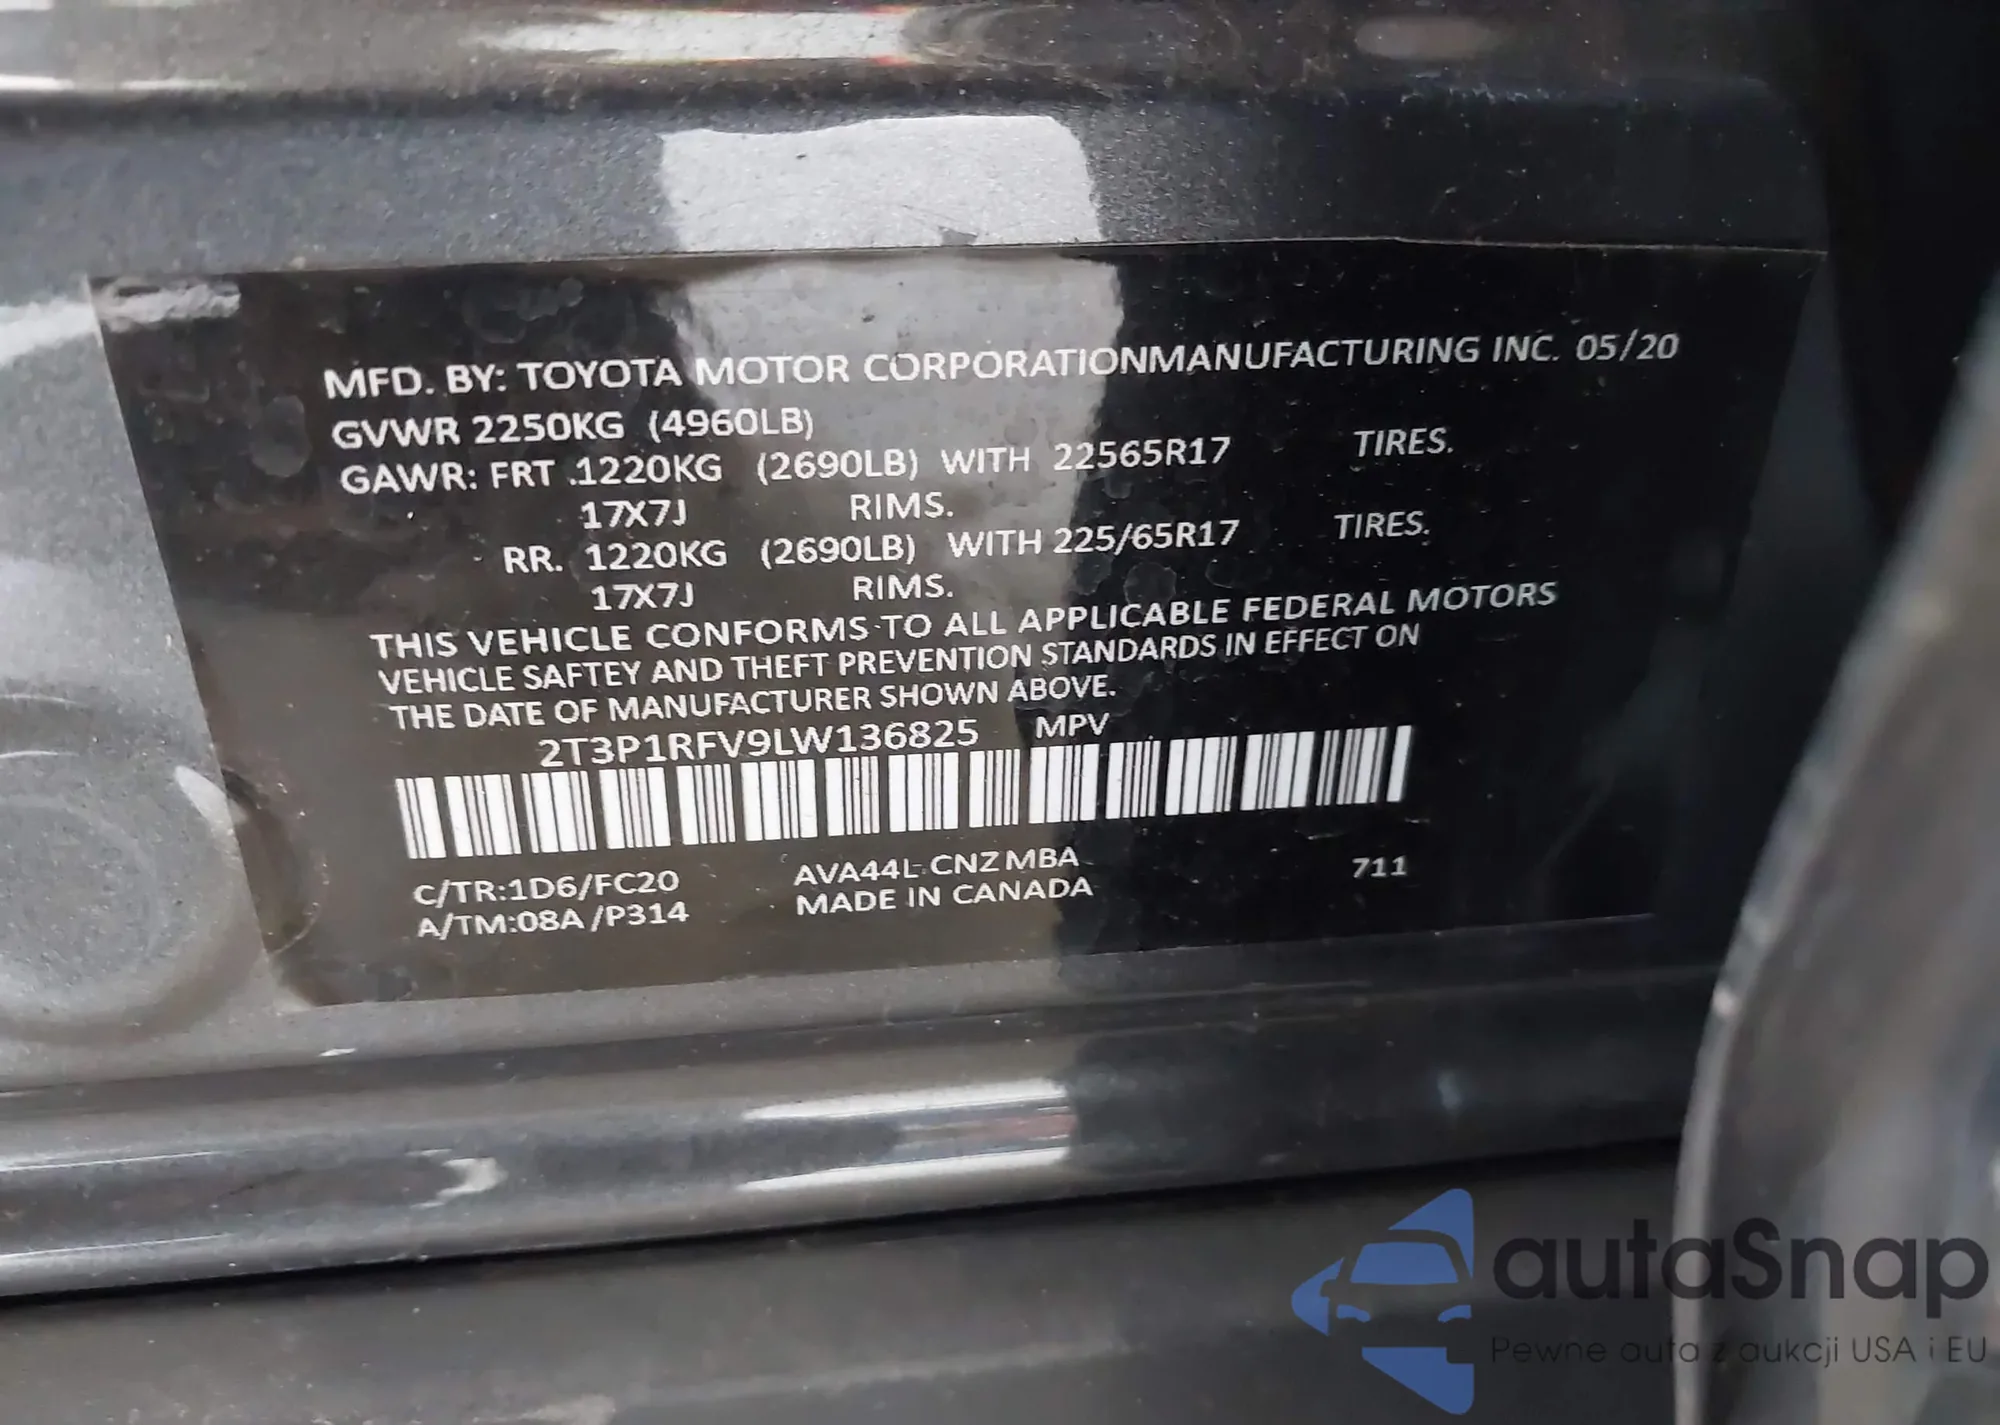 MFD. BY: TOYOTA MOTOR CORPORATIONMANUFACTURING INC. 05/20
GVWR 2250KG (4960LB)
GAWR: FRT .1220KG (2690LB) WITH 22565R17 TIRES.
17X7J RIMS.
RR. 1220KG (2690LB) WITH 225/65R17 TIRES.
17X7J RIMS.
THIS VEHICLE CONFORMS TO ALL APPLICABLE FEDERAL MOTORS
VEHICLE SAFTEY AND THEFT PREVENTION STANDARDS IN EFFECT ON
THE DATE OF MANUFACTURER SHOWN ABOVE.
2T3P1RFV9LW136825 MPV
C/TR:1D6/FC20 AVA44L-CNZMBA 711
A/TM:08A /P314 MADE IN CANADA
autaSnap
Pewne auta z aukcji USA i EU